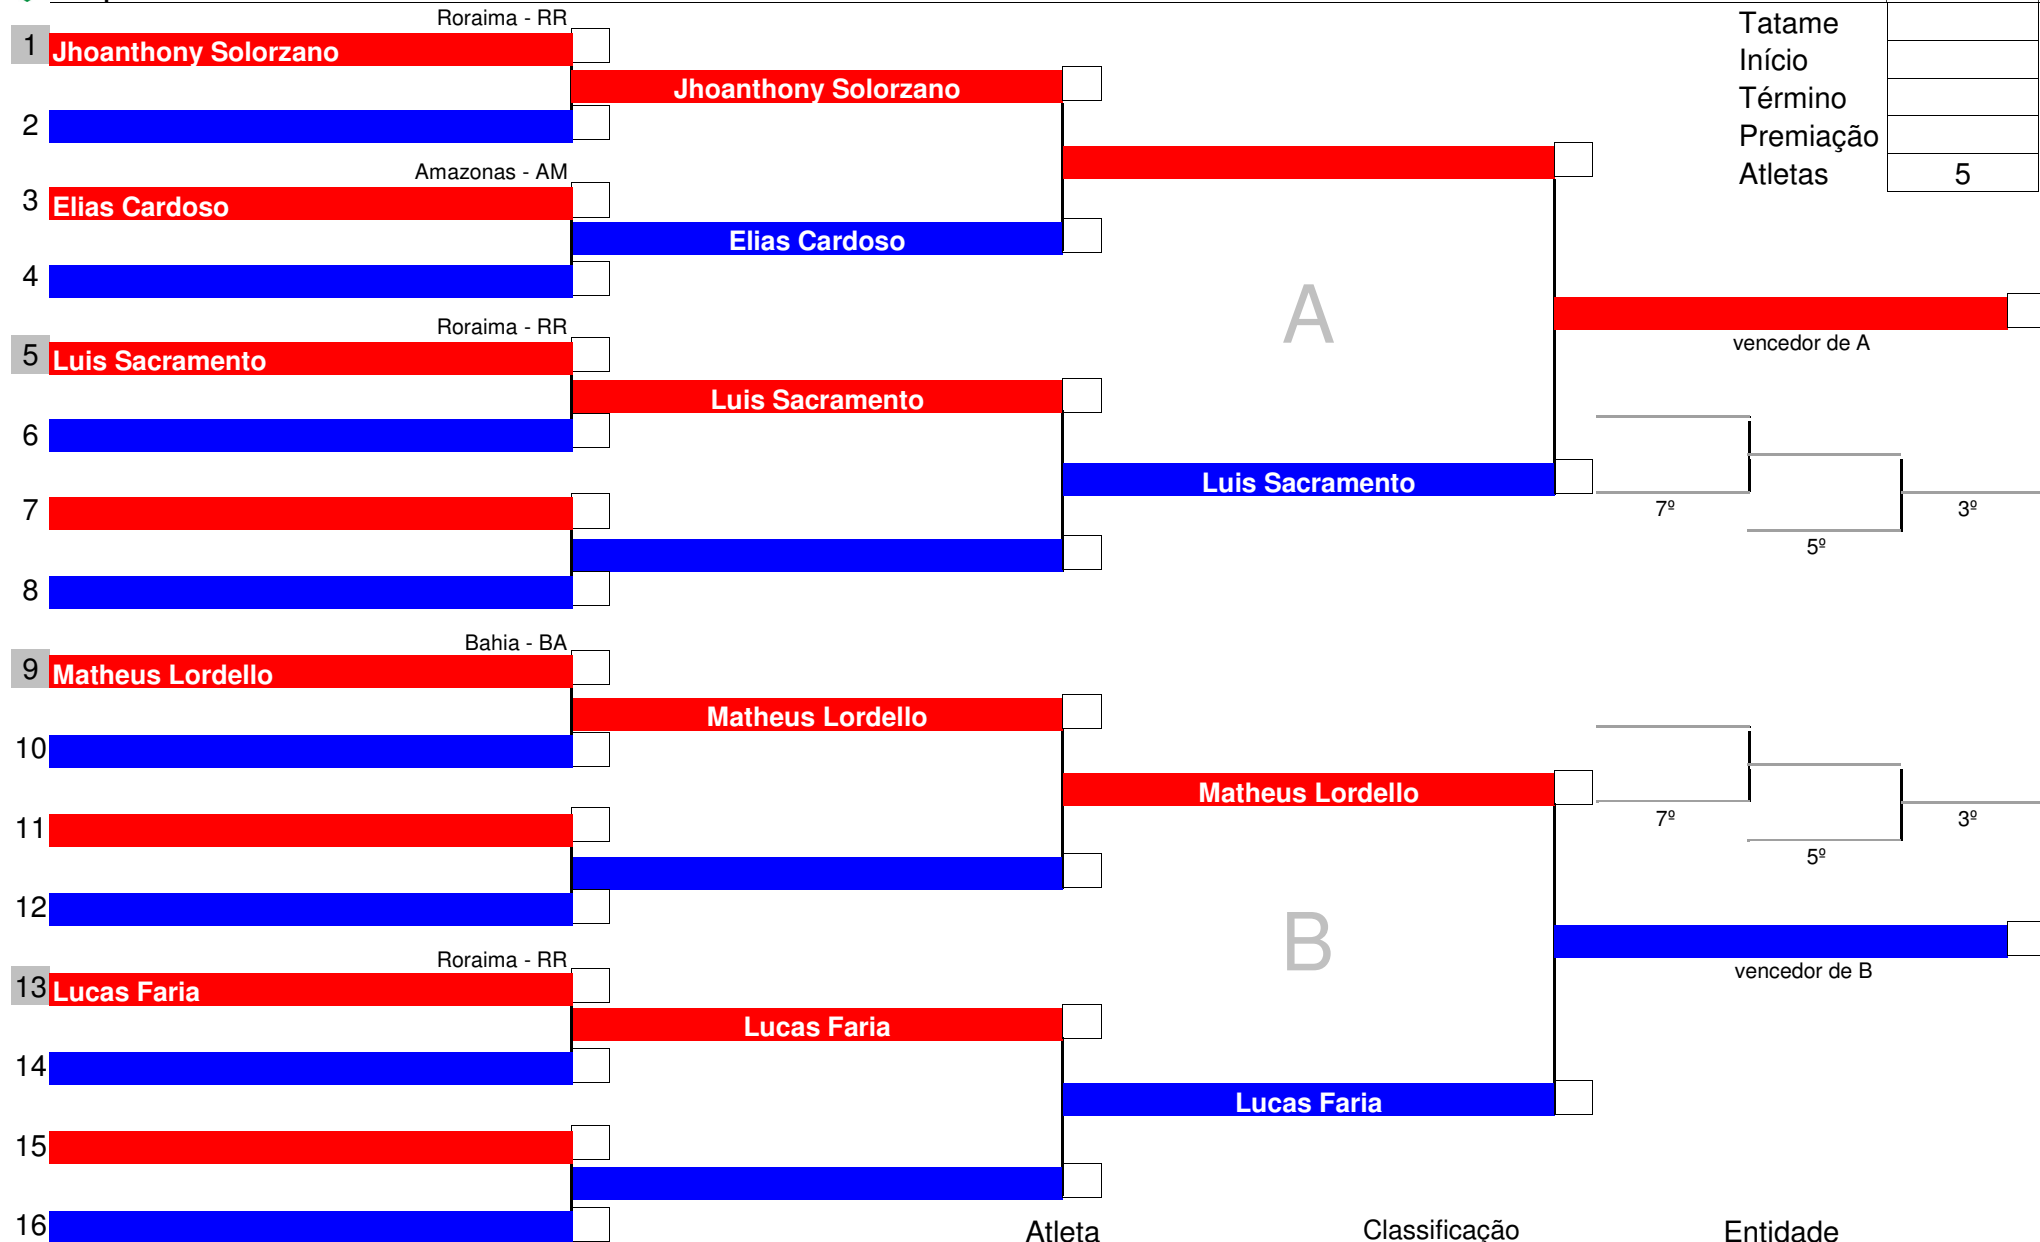 Roraima - RR
Tatame
1 Jhoanthony Solorzano
Início
Jhoanthony Solorzano
Término
2
Premiação
Amazonas - AM
Atletas 5
3 Elias Cardoso
Elias Cardoso
4
A
Roraima - RR
vencedor de A
5 Luis Sacramento
Luis Sacramento
6
Luis Sacramento
7
7º 3º
5º
8
Bahia - BA
9 Matheus Lordello
Matheus Lordello
10
Matheus Lordello
11
7º 3º
5º
12
B
Roraima - RR
vencedor de B
13 Lucas Faria
Lucas Faria
14
Lucas Faria
15
16
Atleta Classificação Entidade